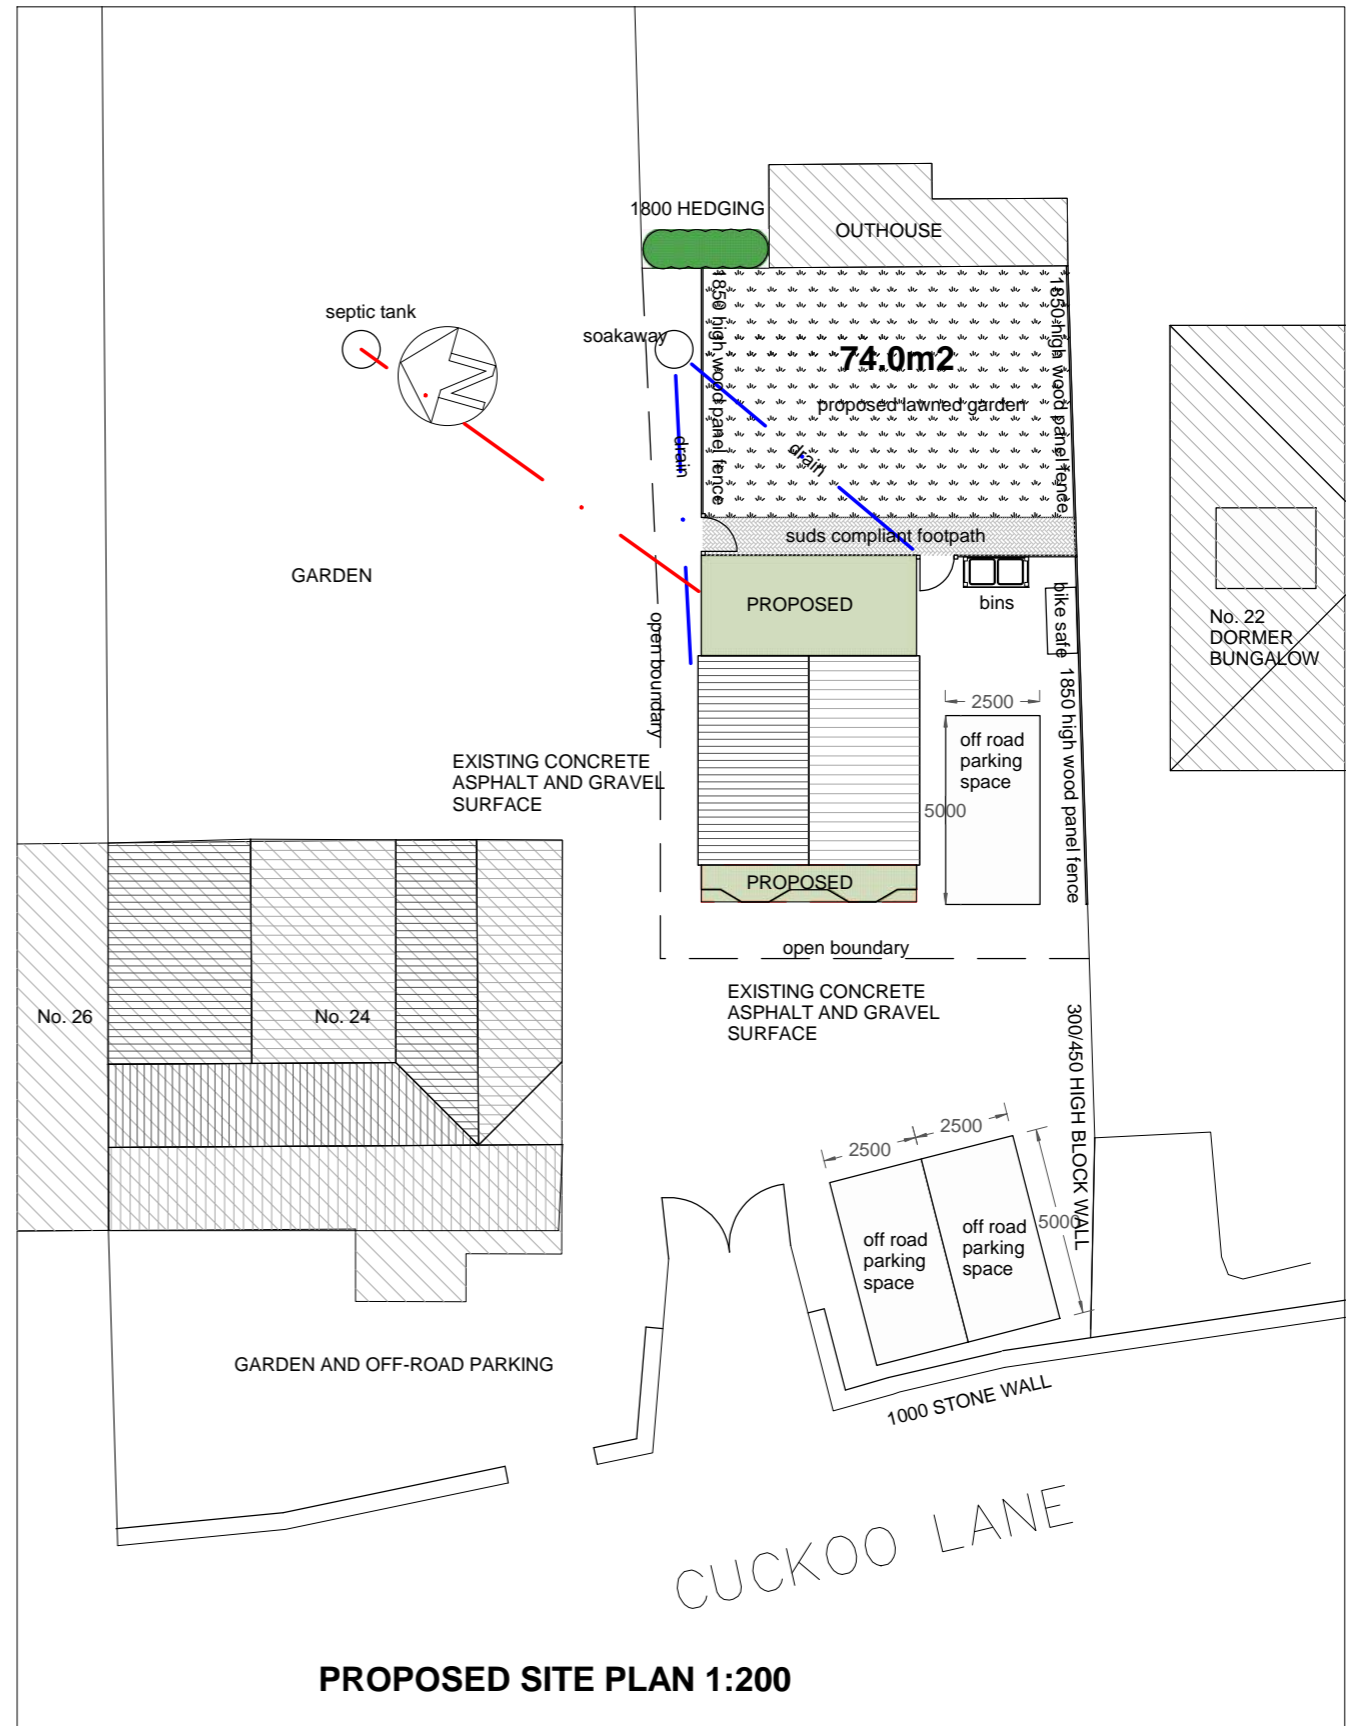 1800 HEDGING
OUTHOUSE
septic tank
soakaway
1850 high wood panel fence
1850 high wood panel fence
74.0m2
proposed lawned garden
drain
drain
N
suds compliant footpath
GARDEN
PROPOSED
bins
bike safe
No. 22
DORMER
BUNGALOW
open boundary
1850 high wood panel fence
2500
off road
parking
space
5000
EXISTING CONCRETE
ASPHALT AND GRAVEL
SURFACE
PROPOSED
open boundary
EXISTING CONCRETE
ASPHALT AND GRAVEL
SURFACE
No. 26
No. 24
300/450 HIGH BLOCK WALL
2500
2500
5000
off road
parking
space
off road
parking
space
GARDEN AND OFF-ROAD PARKING
1000 STONE WALL
CUCKOO LANE
PROPOSED SITE PLAN 1:200